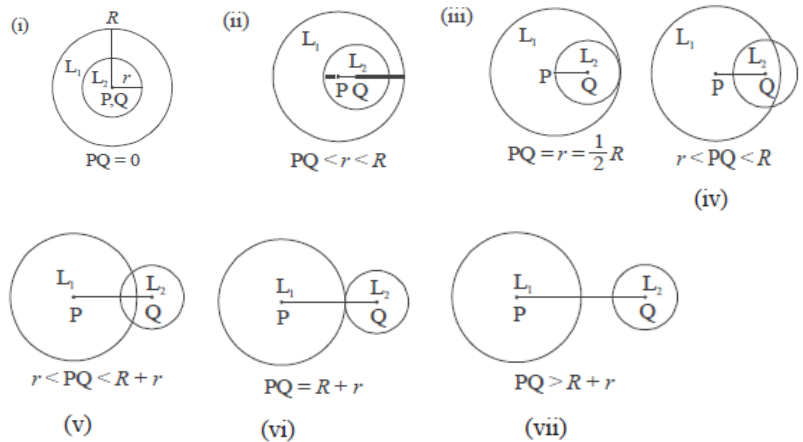 (i)
R
L₁
L₂ r
P,Q
PQ = 0
(ii)
L₁
L₂
P Q
PQ < r < R
(iii)
L₁
L₂
P
Q
PQ = r = 1/2 R
L₁
L₂
P
Q
r < PQ < R
(iv)
L₁
L₂
P
Q
r < PQ < R + r
(v)
L₁
L₂
P
Q
PQ = R + r
(vi)
L₁
L₂
P
Q
PQ > R + r
(vii)